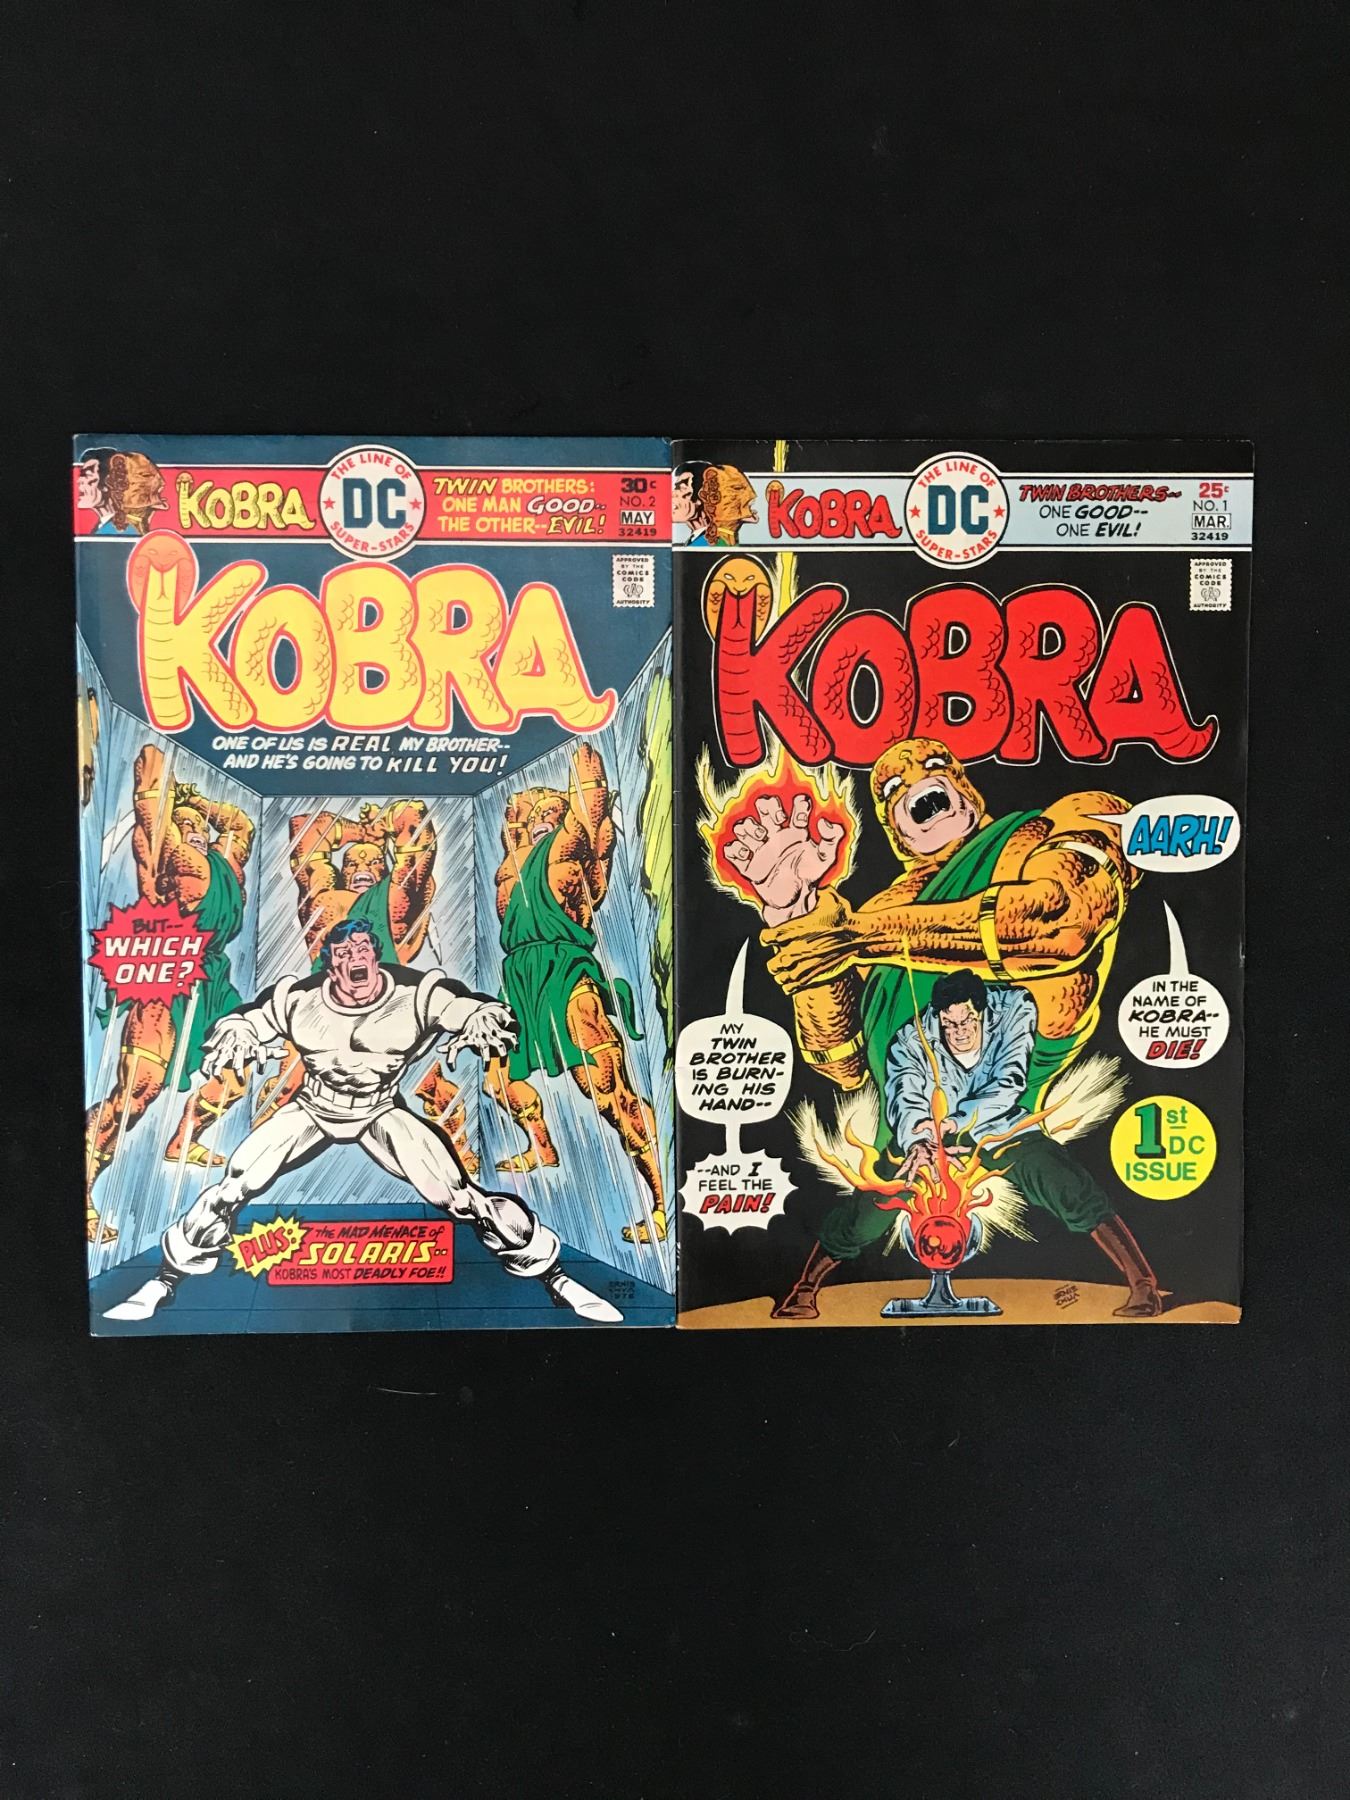 KOBRA
THE LINE OF
DC
SUPER-STARS
TWIN BROTHERS:
ONE MAN GOOD--
THE OTHER--EVIL!
30¢
NO. 2
MAY
32419
APPROVED
BY THE
COMICS
CODE
AUTHORITY
KOBRA
ONE OF US IS REAL MY BROTHER--
AND HE'S GOING TO KILL YOU!
BUT--
WHICH
ONE?
PLUS:
THE MAD MENACE of
SOLARIS--
KOBRA'S MOST DEADLY FOE!!
ERNIE
CHUA
KOBRA
THE LINE OF
DC
SUPER-STARS
TWIN BROTHERS--
ONE GOOD--
ONE EVIL!
25¢
NO. 1
MAR.
32419
APPROVED
BY THE
COMICS
CODE
AUTHORITY
KOBRA
AARH!
IN THE
NAME OF
KOBRA--
HE MUST
DIE!
MY
TWIN
BROTHER
IS BURN-
ING HIS
HAND--
--AND I
FEEL THE
PAIN!
1st
DC
ISSUE
ERNIE
CHUA